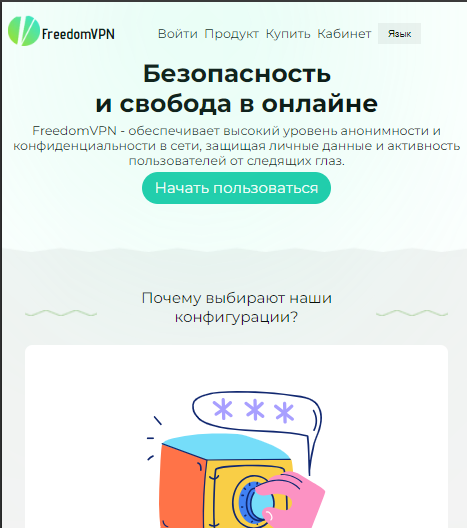 FreedomVPN
Войти Продукт Купить Кабинет Язык
Безопасность
и свобода в онлайне
FreedomVPN - обеспечивает высокий уровень анонимности и
конфиденциальности в сети, защищая личные данные и активность
пользователей от следящих глаз.
Начать пользоваться
Почему выбирают наши
конфигурации?